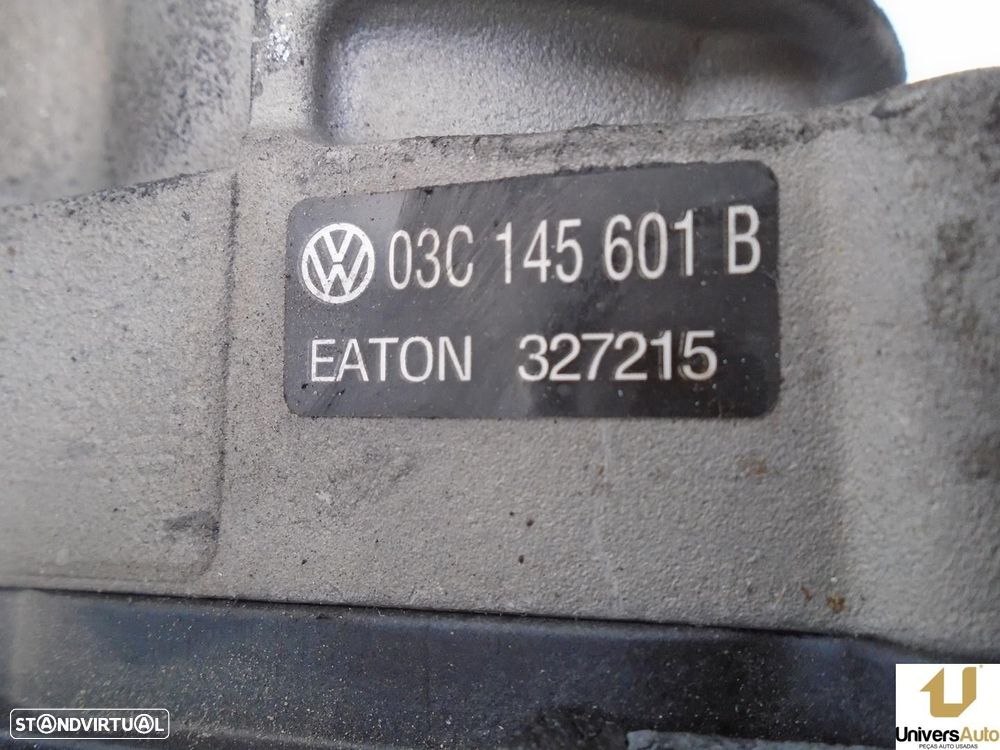 03C 145 601 B
EATON 327215
STANDVIRTUAL
UniversAuto
PEÇAS AUTO USADAS